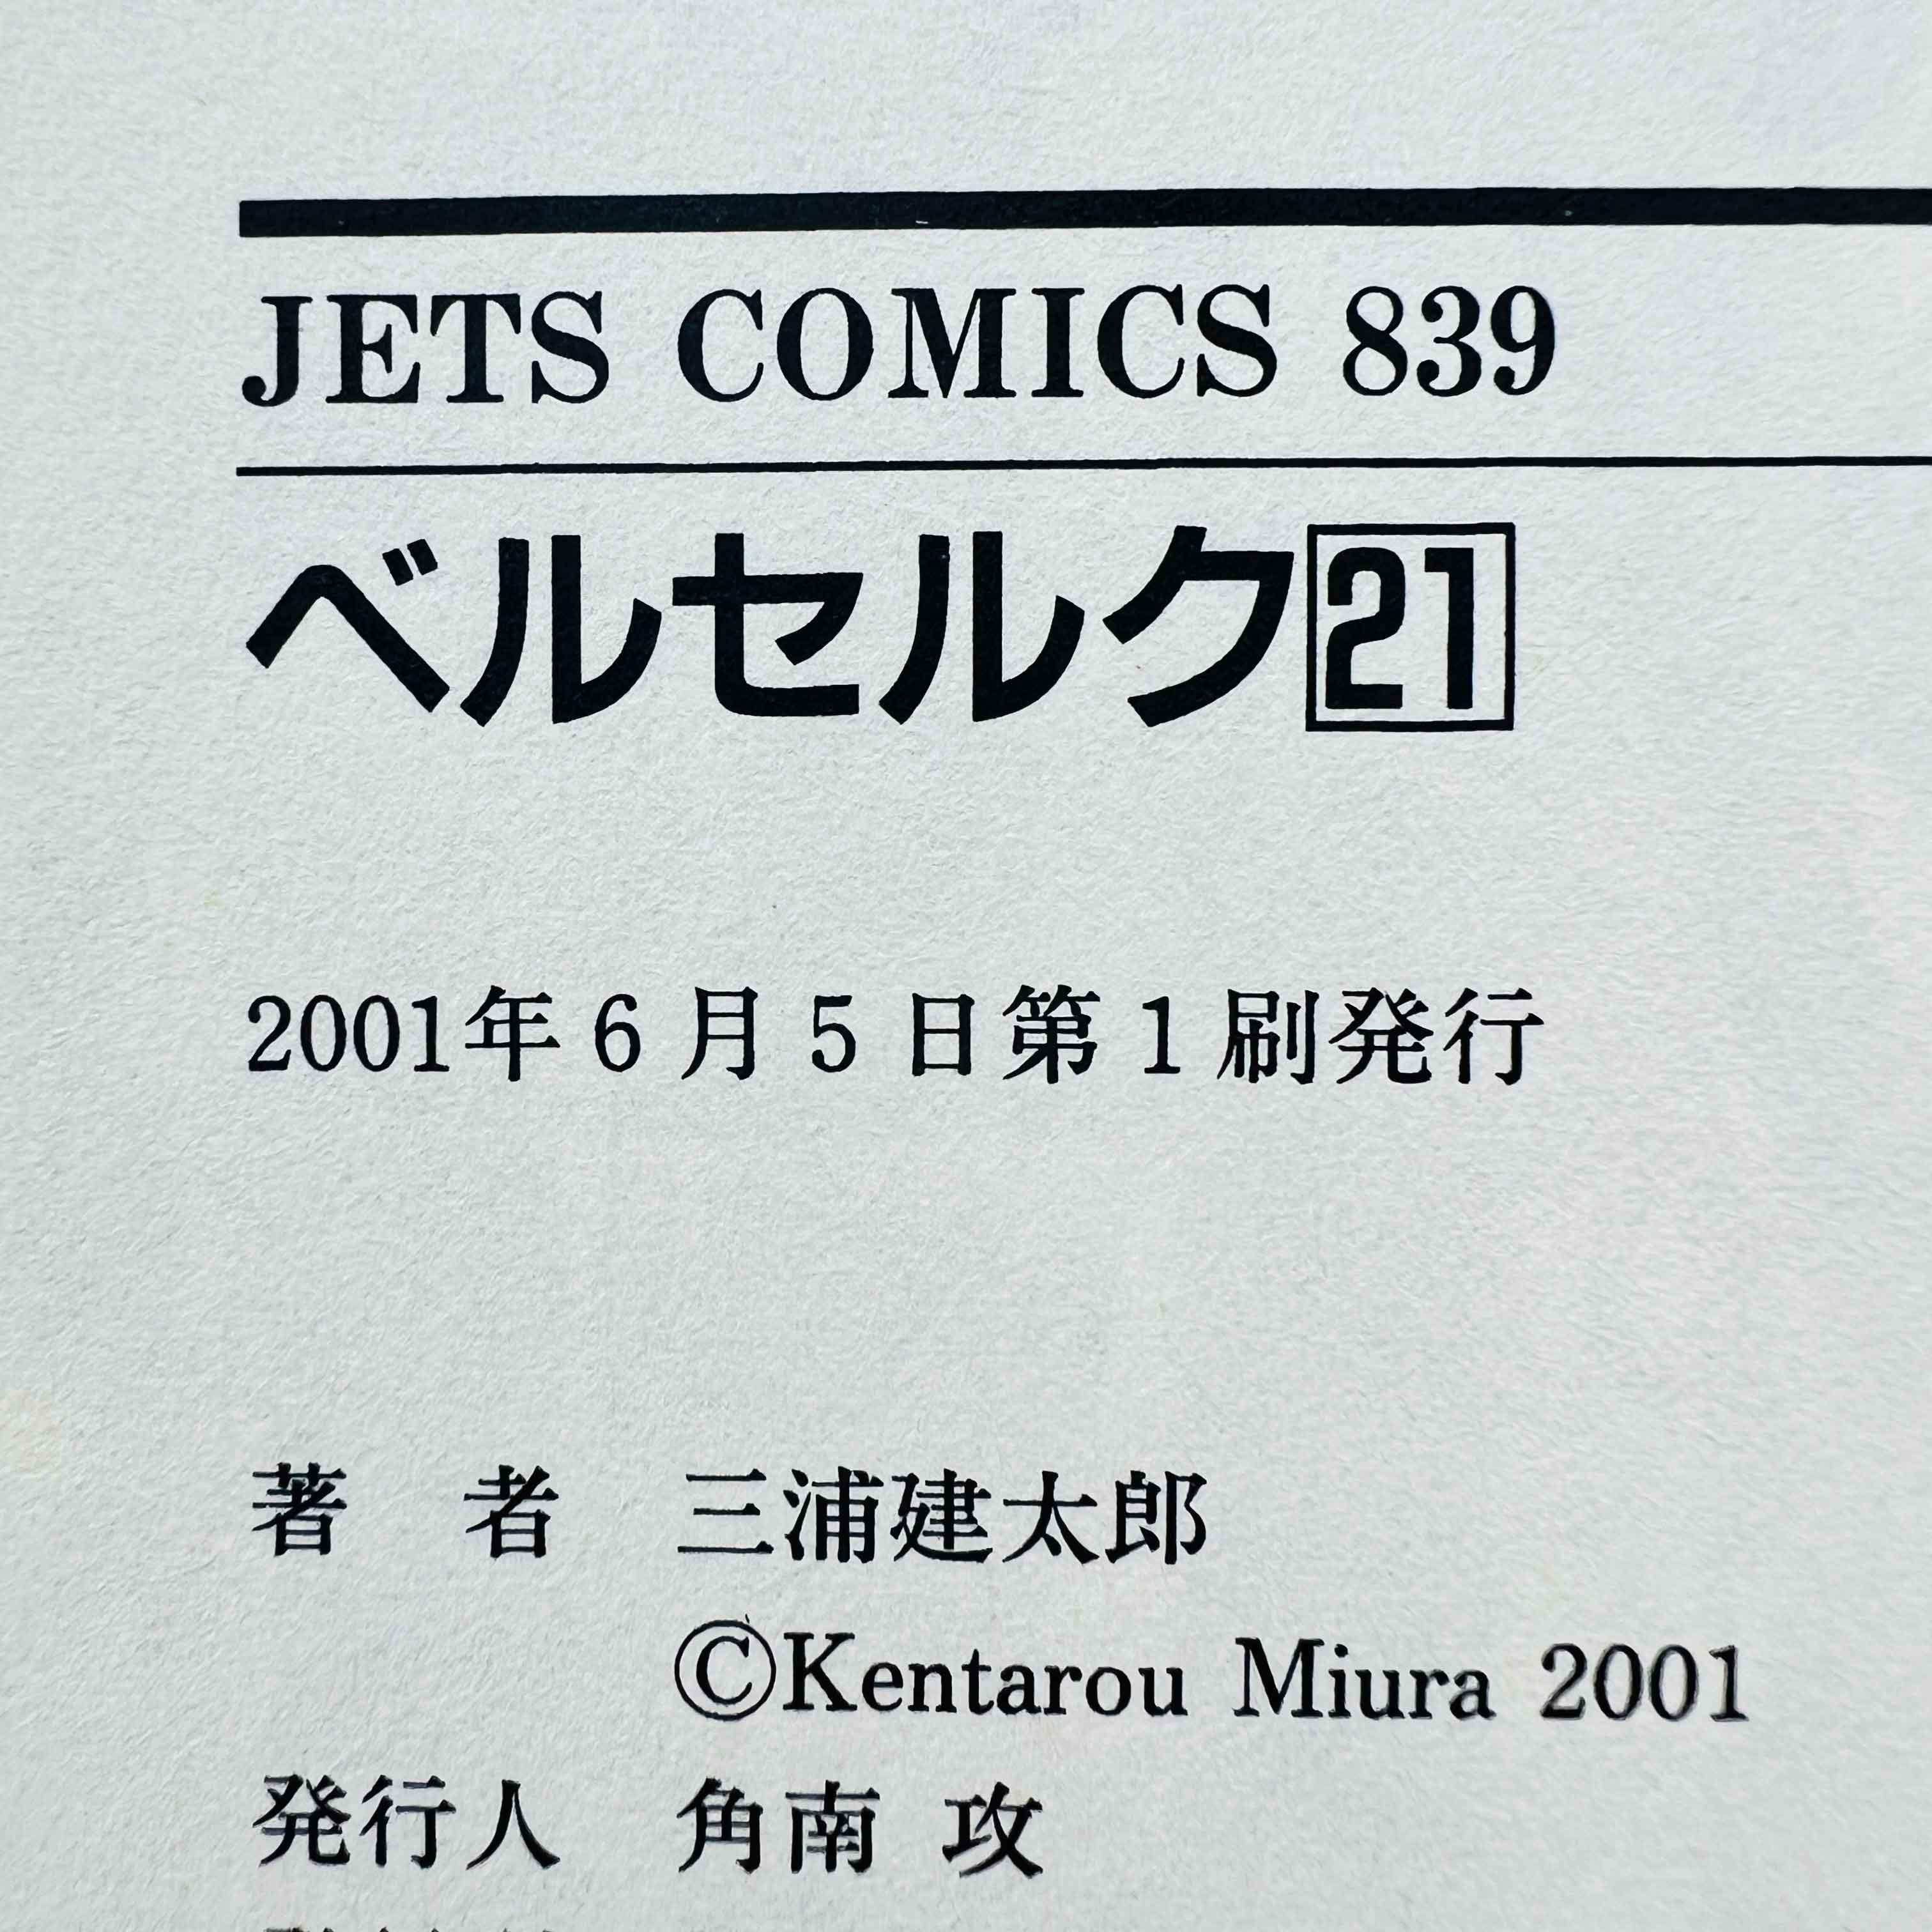 JETS COMICS 839
ベルセルク21
2001年6月5日第1刷発行
著　者　三浦建太郎
©Kentarou Miura 2001
発行人　角南 攻